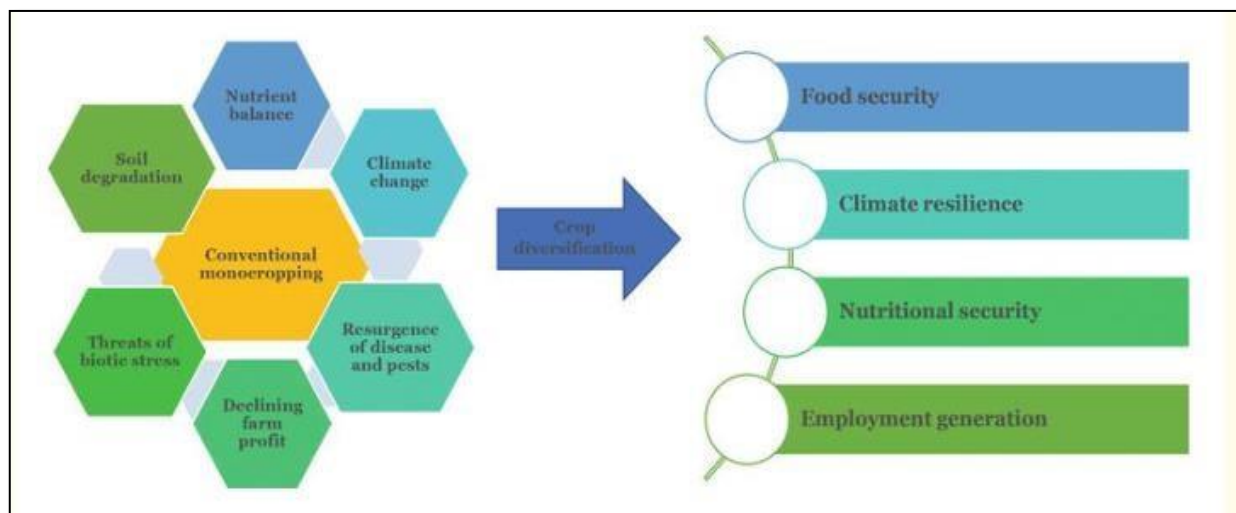 Nutrient
balance
Soil
degradation
Climate
change
Conventional
monocropping
Threats of
biotic stress
Resurgence
of disease
and pests
Declining
farm
profit
Crop
diversification
Food security
Climate resilience
Nutritional security
Employment generation